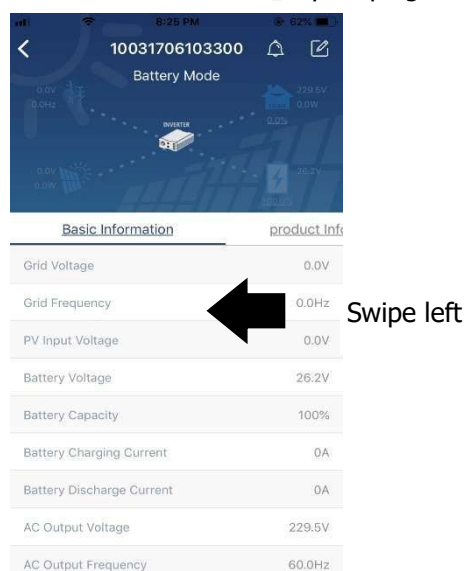 8:25 PM
62%
10031706103300
Battery Mode
0.0V
0.0Hz
229.5V
0.0W
INVERTER
0.0%
0.0V
0.0W
26.2V
100.0%
Basic Information
product Info
Grid Voltage 0.0V
Grid Frequency 0.0Hz
Swipe left
PV Input Voltage 0.0V
Battery Voltage 26.2V
Battery Capacity 100%
Battery Charging Current 0A
Battery Discharge Current 0A
AC Output Voltage 229.5V
AC Output Frequency 60.0Hz